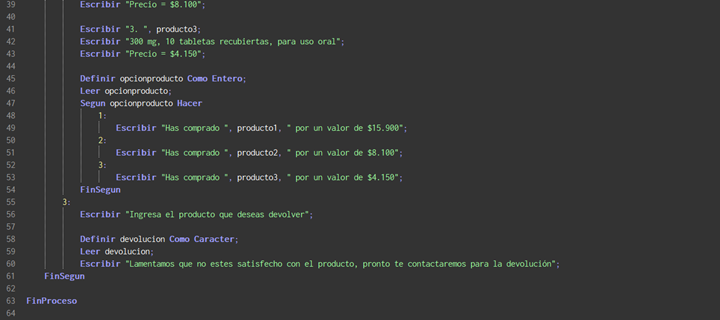 39 Escribir "Precio = $8.100";
40
41 Escribir "3. ", producto3;
42 Escribir "300 mg, 10 tabletas recubiertas, para uso oral";
43 Escribir "Precio = $4.150";
44
45 Definir opcionproducto Como Entero;
46 Leer opcionproducto;
47 Segun opcionproducto Hacer
48 1:
49 Escribir "Has comprado ", producto1, " por un valor de $15.900";
50 2:
51 Escribir "Has comprado ", producto2, " por un valor de $8.100";
52 3:
53 Escribir "Has comprado ", producto3, " por un valor de $4.150";
54 FinSegun
55 3:
56 Escribir "Ingresa el producto que deseas devolver";
57
58 Definir devolucion Como Caracter;
59 Leer devolucion;
60 Escribir "Lamentamos que no estes satisfecho con el producto, pronto te contactaremos para la devolución";
61 FinSegun
62
63 FinProceso
64